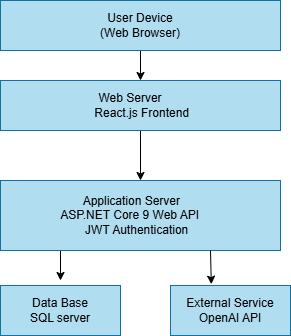 User Device
(Web Browser)
Web Server
React.js Frontend
Application Server
ASP.NET Core 9 Web API
JWT Authentication
Data Base
SQL server
External Service
OpenAI API